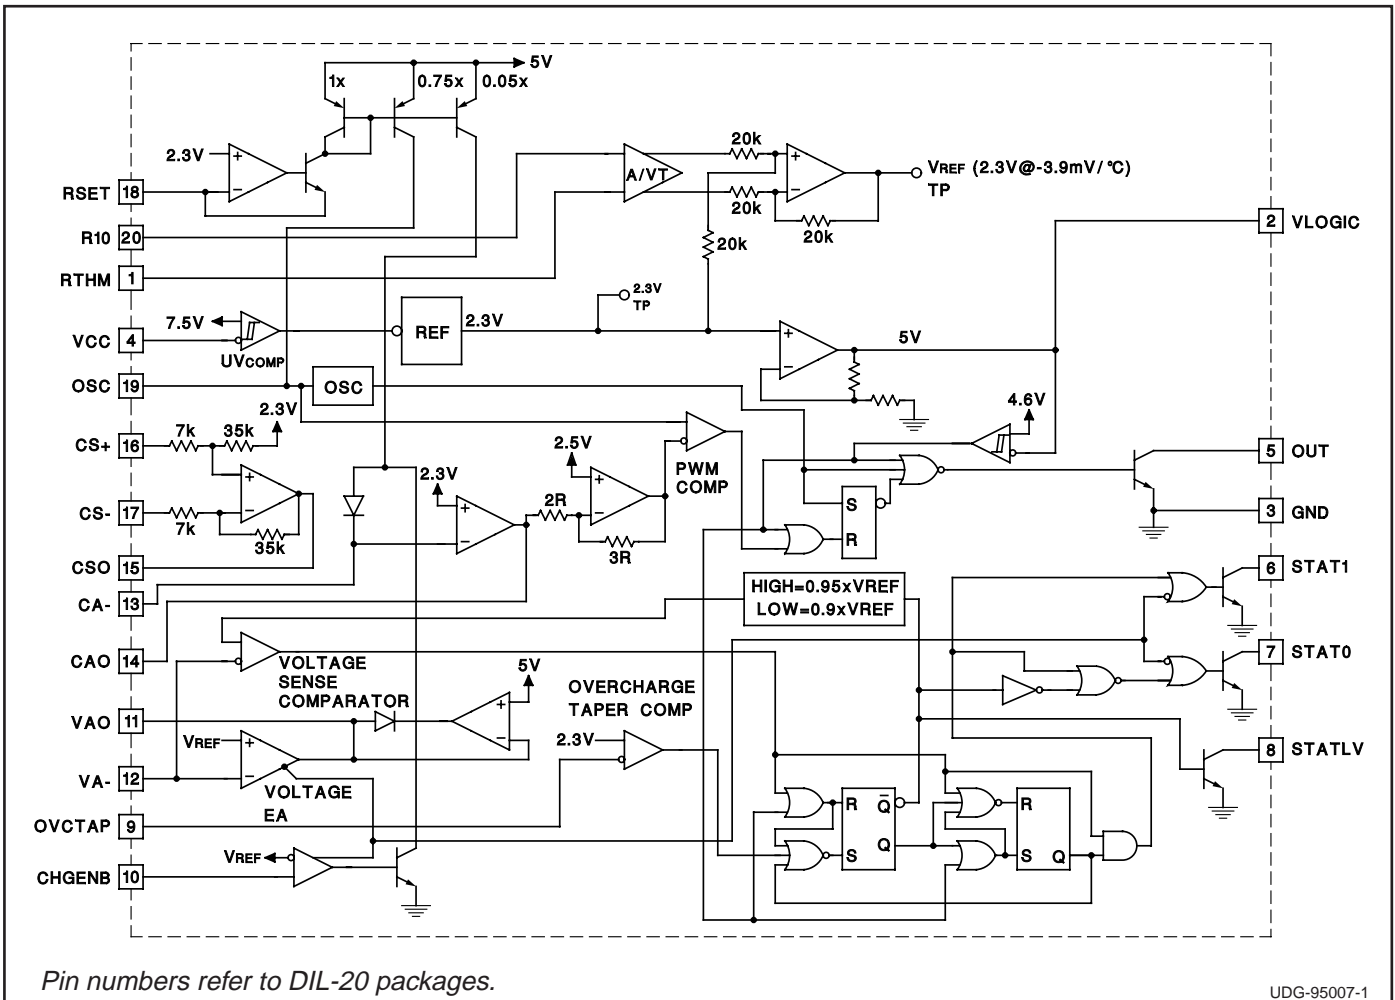 1x
0.75x
0.05x
5V
2.3V
RSET 18
R10 20
RTHM 1
A/VT
20k
20k
20k
20k
VREF (2.3V@-3.9mV/°C)
TP
2 VLOGIC
2.3V
TP
7.5V
VCC 4
UVCOMP
REF
2.3V
5V
OSC 19
OSC
2.3V
4.6V
CS+ 16
7k
35k
CS- 17
7k
35k
2.3V
2R
2.5V
3R
PWM
COMP
S
R
5 OUT
3 GND
CSO 15
CA- 13
HIGH=0.95xVREF
LOW=0.9xVREF
6 STAT1
CAO 14
VOLTAGE
SENSE
COMPARATOR
5V
OVERCHARGE
TAPER COMP
2.3V
7 STAT0
VAO 11
VREF
VA- 12
VOLTAGE
EA
8 STATLV
OVCTAP 9
R
Q̅
S
Q
R
S
Q
VREF
CHGENB 10
Pin numbers refer to DIL-20 packages.
UDG-95007-1